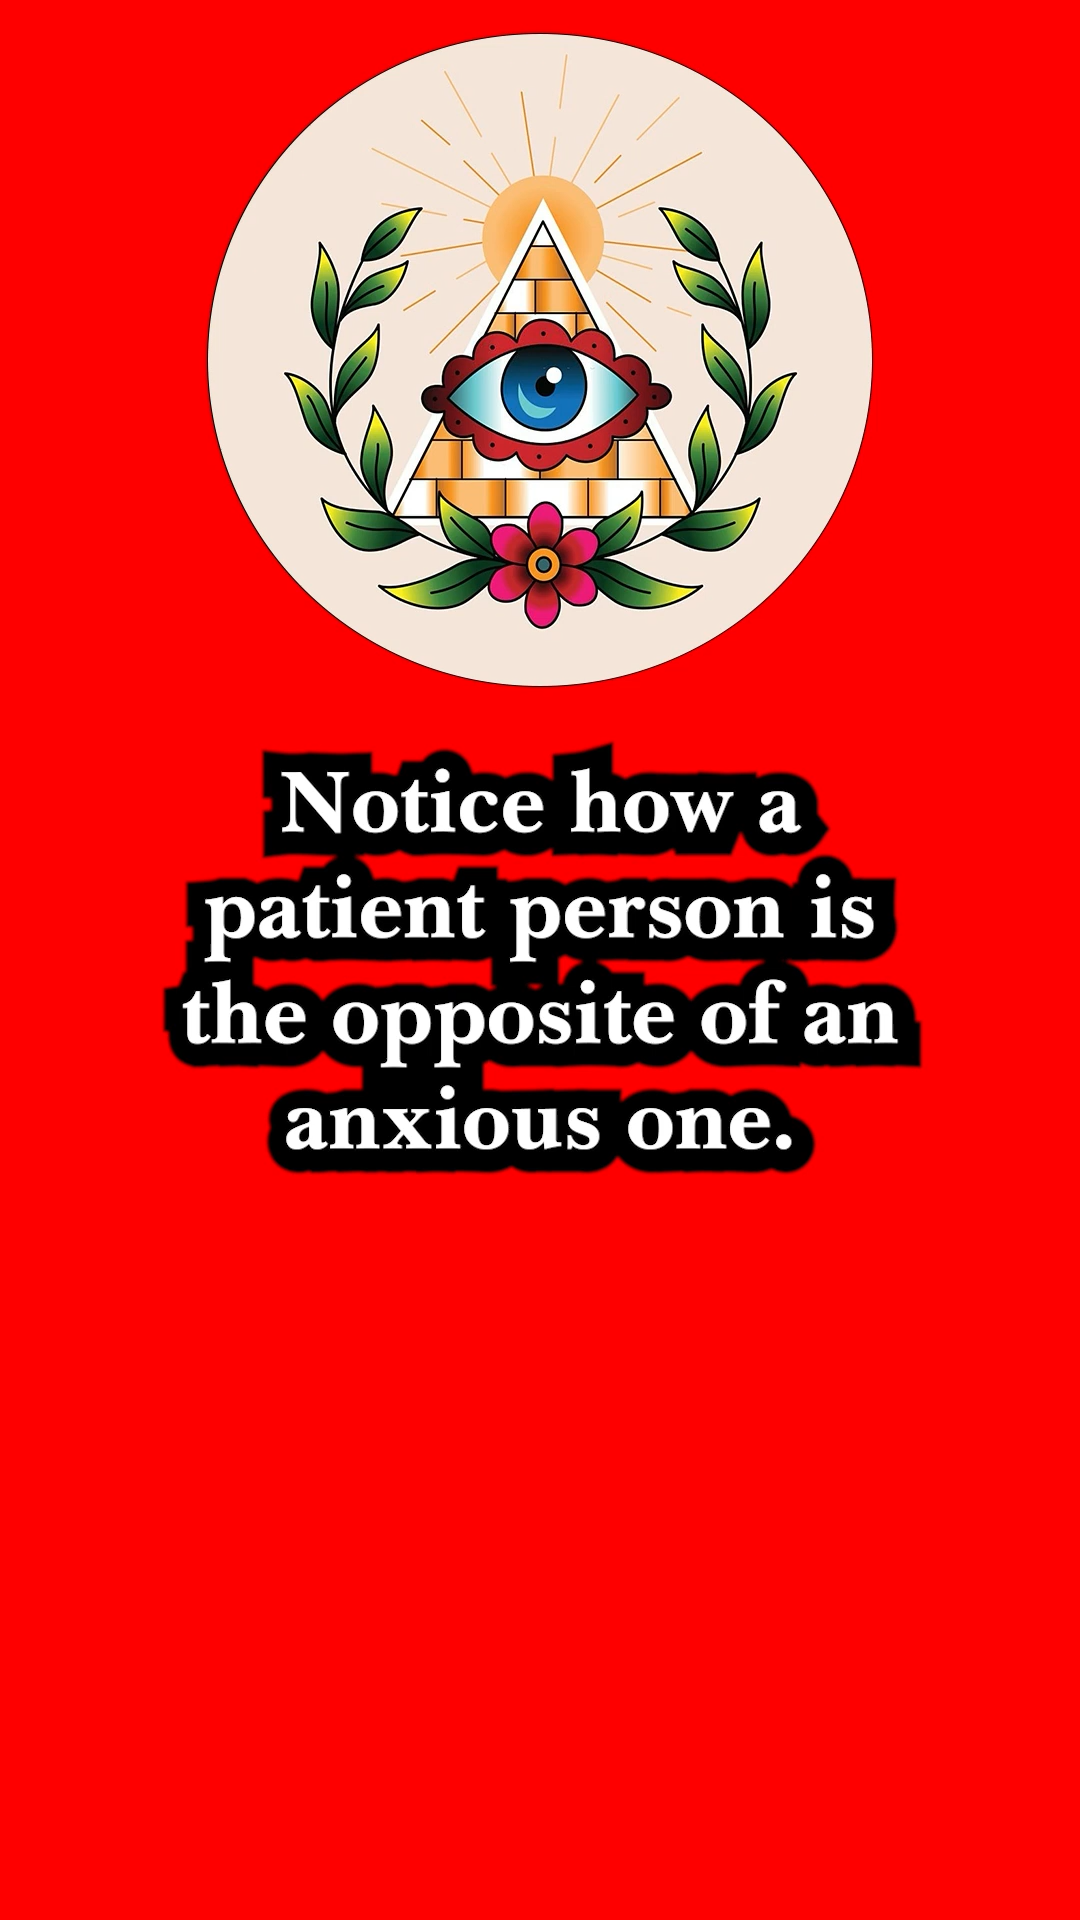 Notice how a
patient person is
the opposite of an
anxious one.